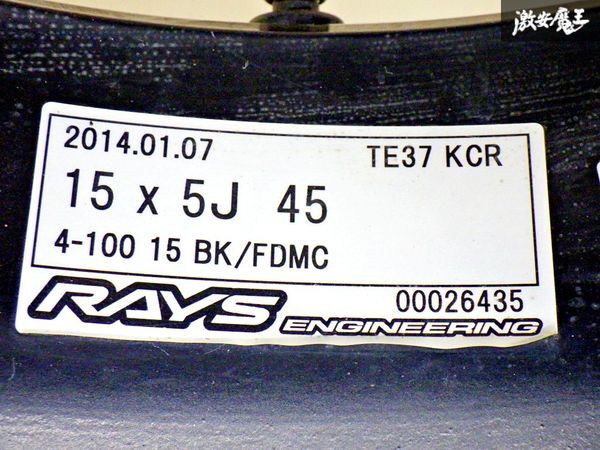 激安魔王
2014.01.07 TE37 KCR
15 x 5J 45
4-100 15 BK/FDMC
RAYS ENGINEERING 00026435